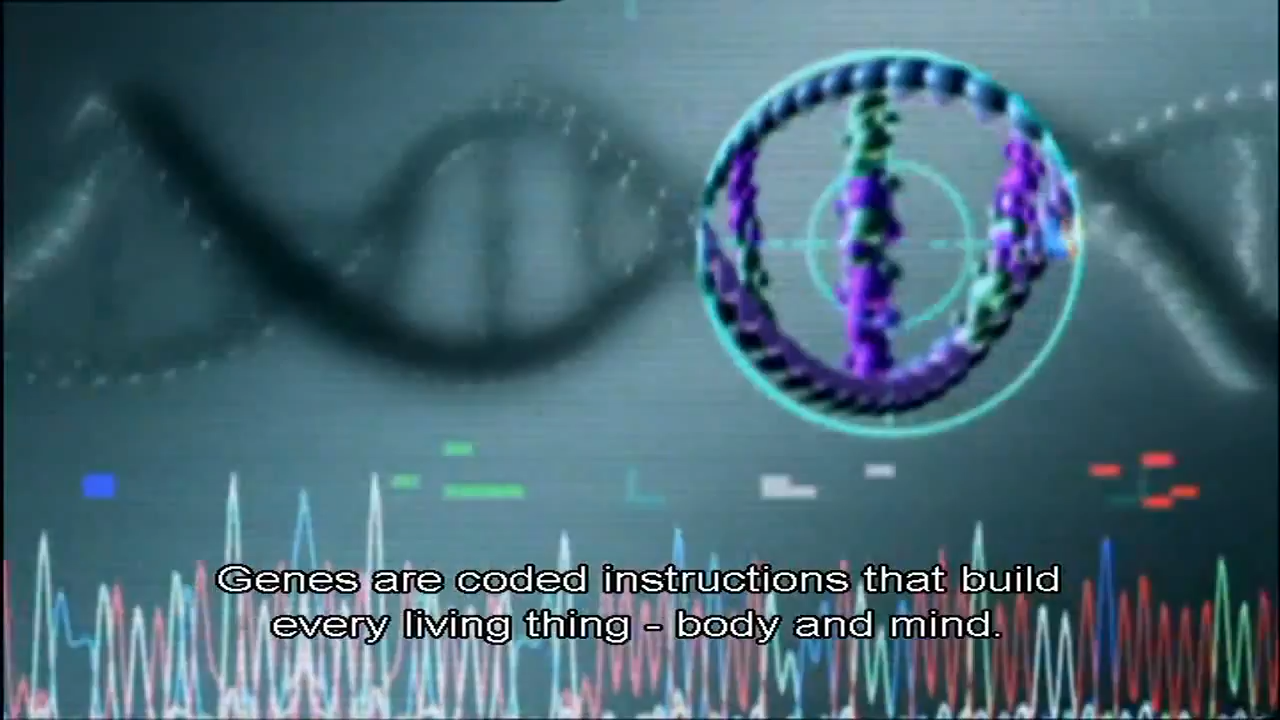 Genes are coded instructions that build
every living thing - body and mind.